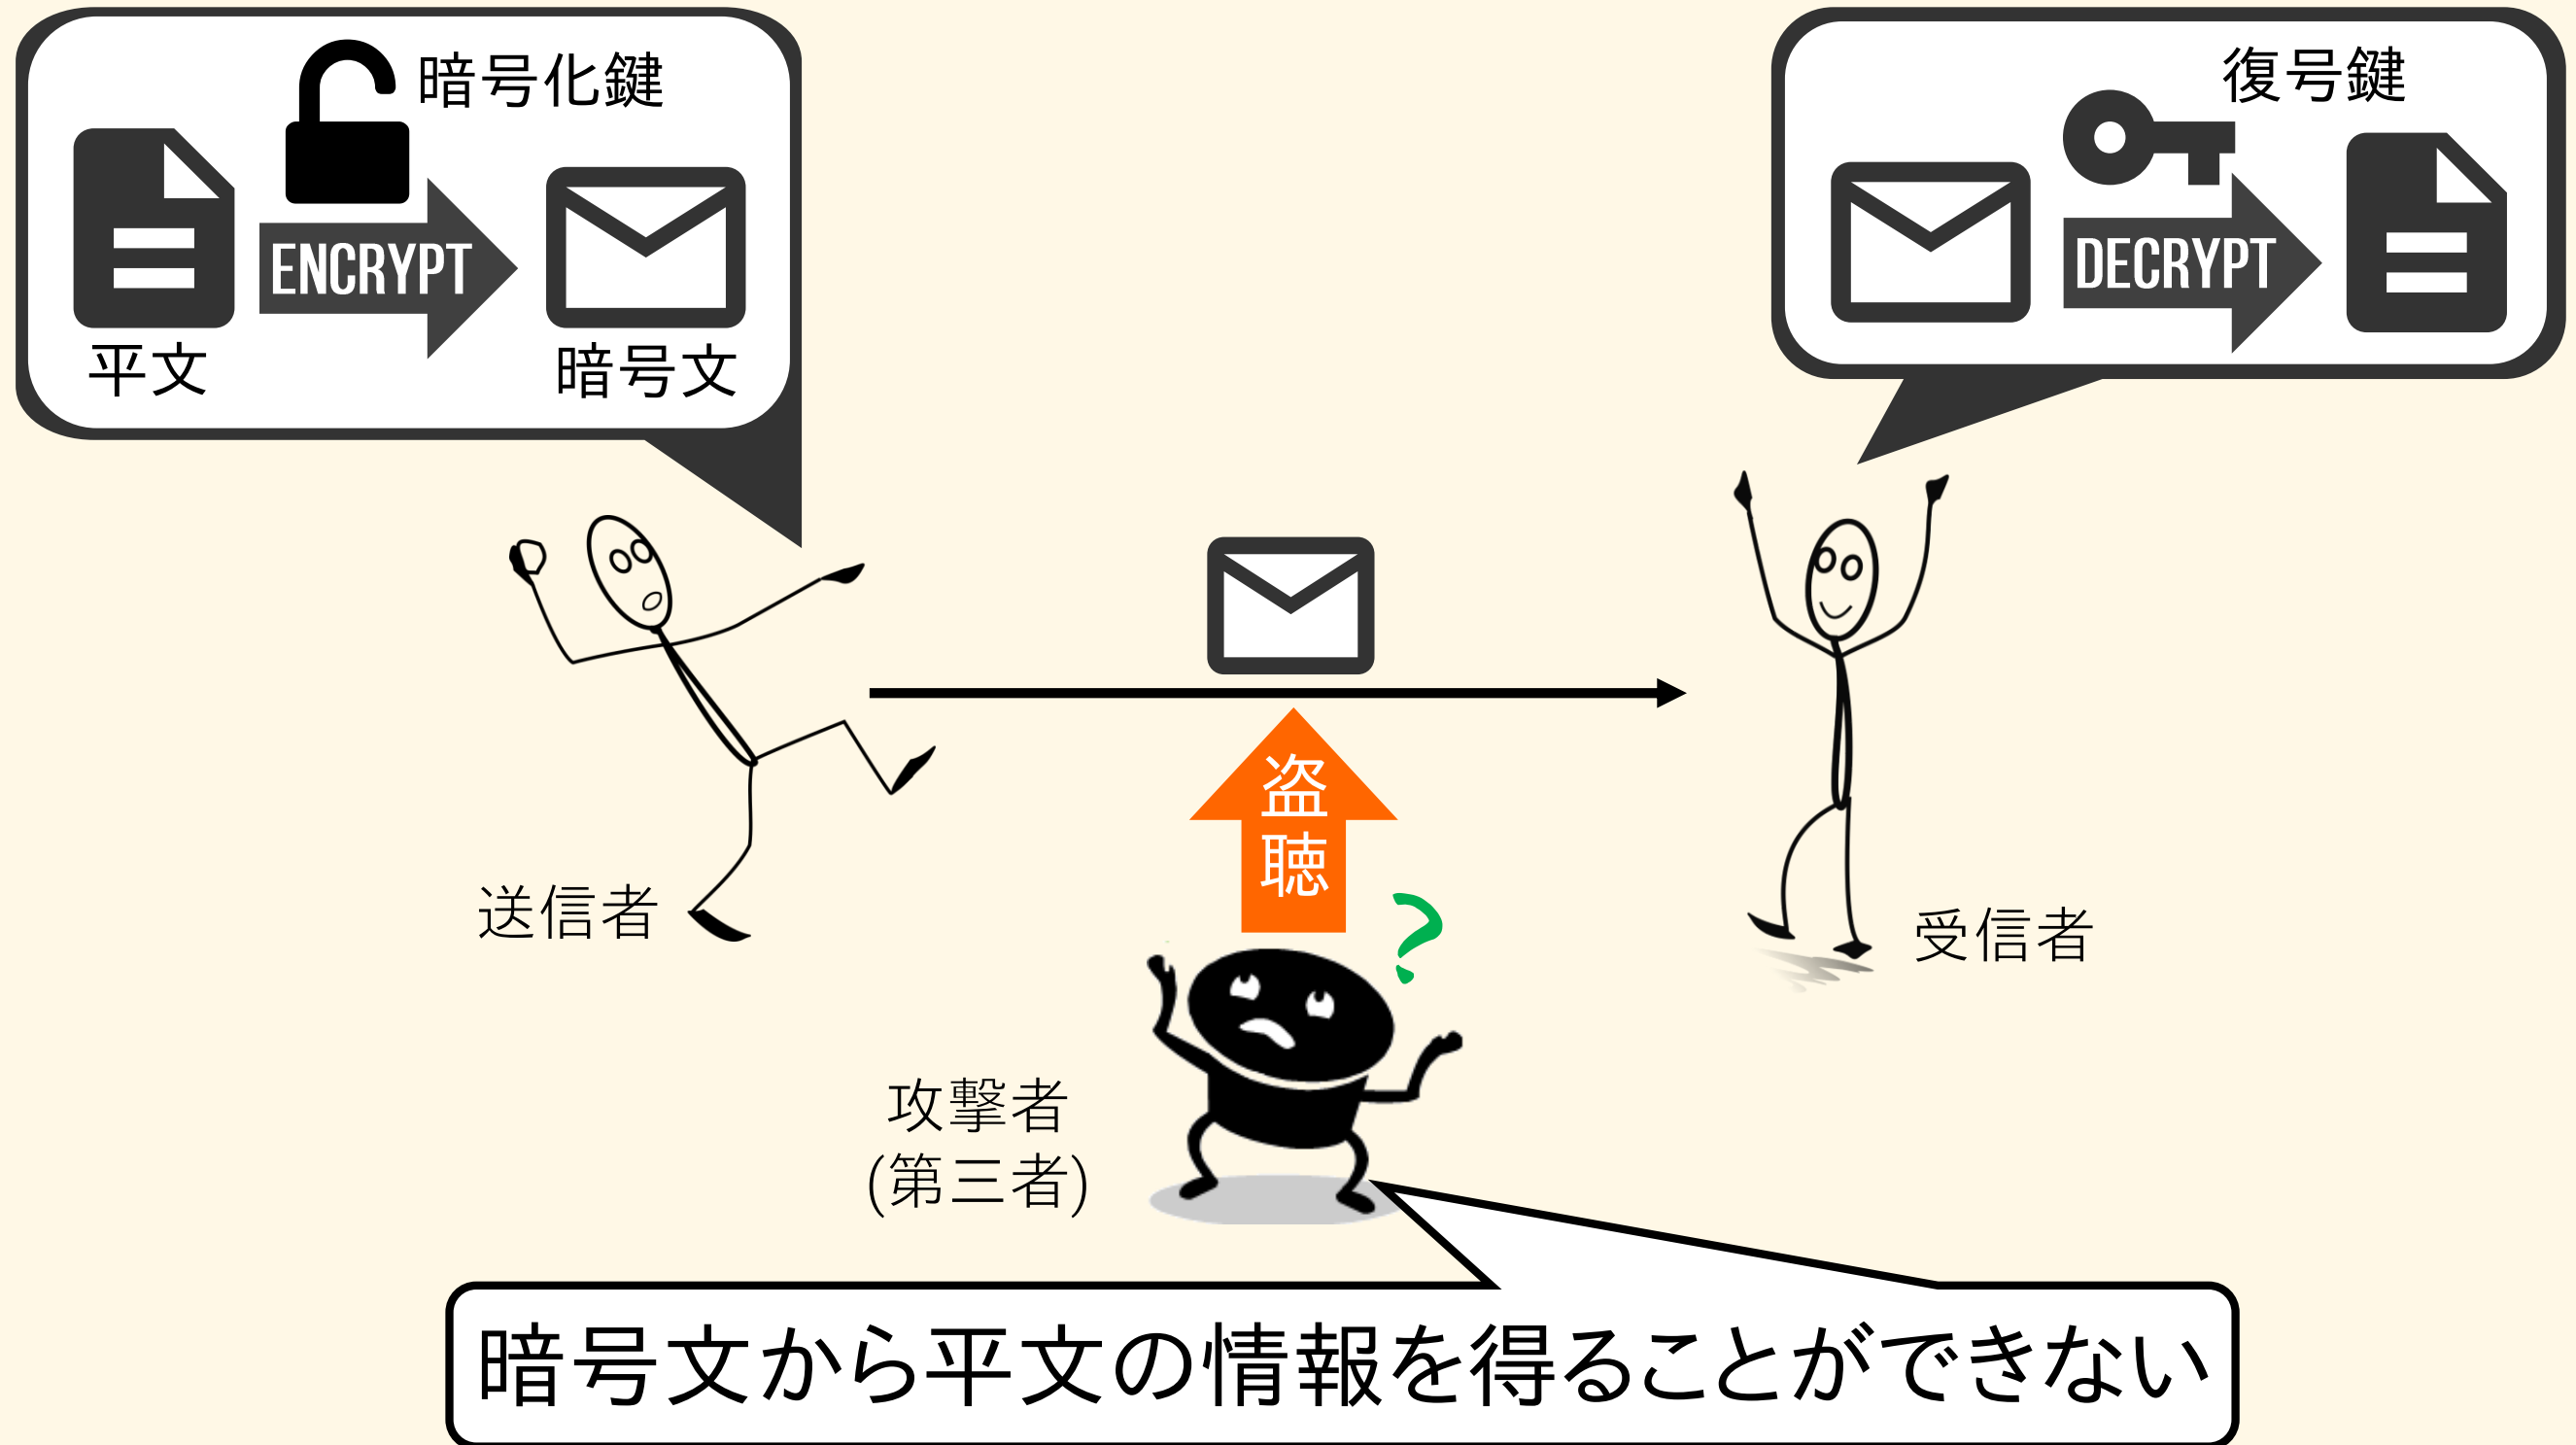 暗号化鍵
ENCRYPT
平文
暗号文
復号鍵
DECRYPT
盗
聴
?
送信者
受信者
攻撃者
(第三者)
暗号文から平文の情報を得ることができない